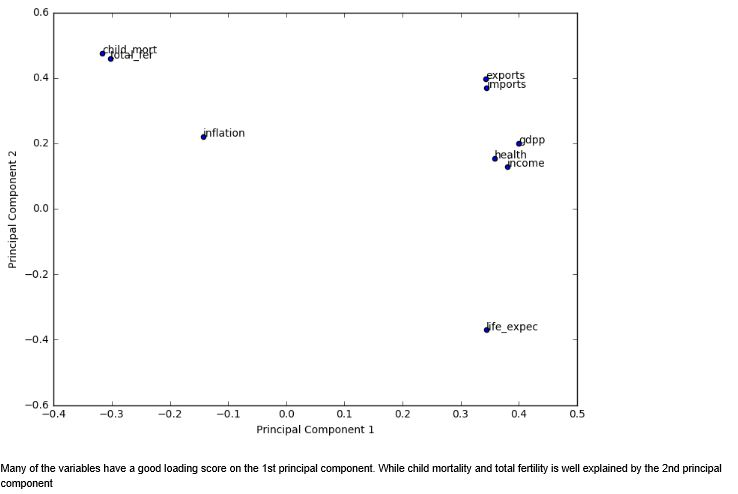 0.6
child_mort
total_fer
0.4
exports
imports
inflation
0.2
gdpp
health
income
0.0
Principal Component 2
−0.2
life_expec
−0.4
−0.6
−0.4 −0.3 −0.2 −0.1 0.0 0.1 0.2 0.3 0.4 0.5
Principal Component 1
Many of the variables have a good loading score on the 1st principal component. While child mortality and total fertility is well explained by the 2nd principal
component